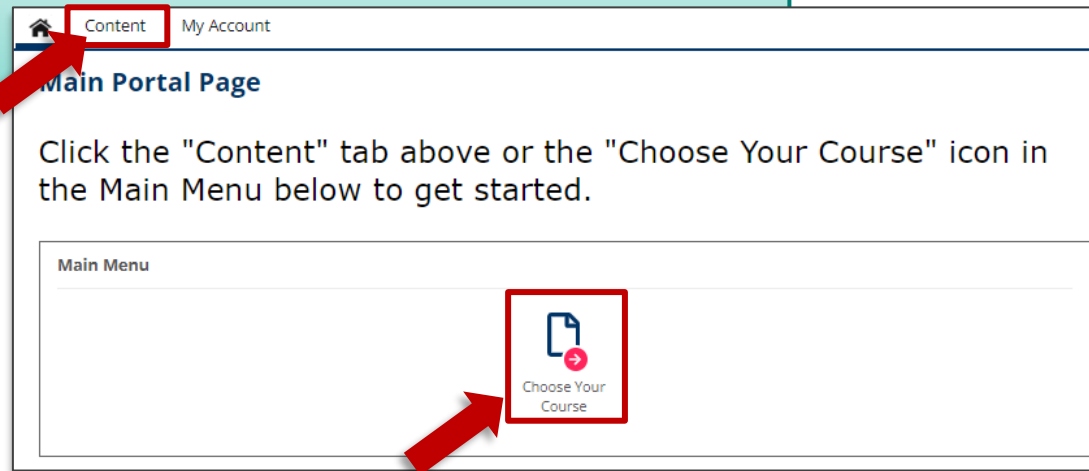 Content My Account
Main Portal Page
Click the "Content" tab above or the "Choose Your Course" icon in
the Main Menu below to get started.
Main Menu
Choose Your
Course